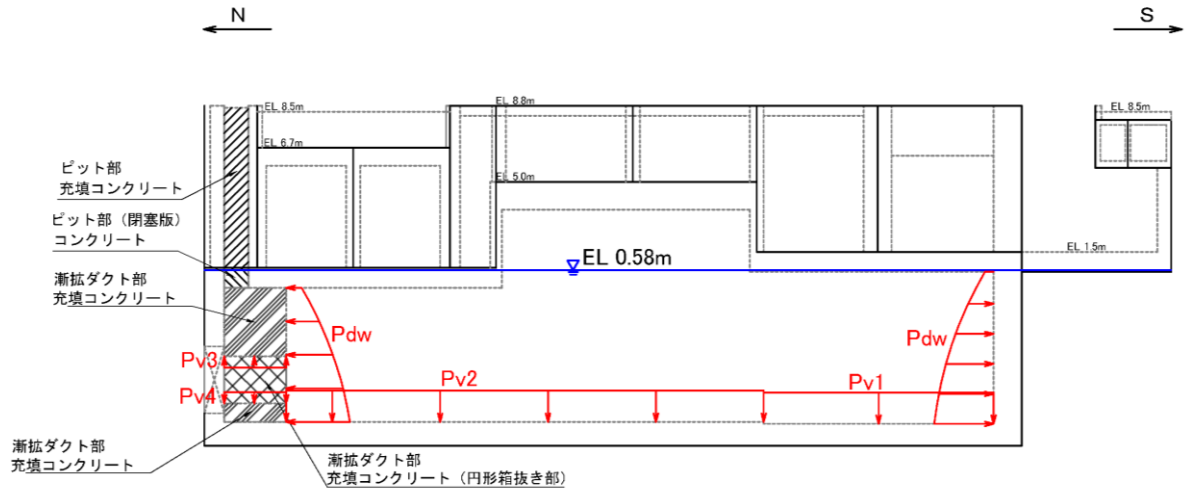 N
S
EL 8.5m
EL 8.8m
EL 8.5m
EL 6.7m
ピット部
充填コンクリート
EL 5.0m
ピット部（閉塞版）
コンクリート
EL 1.5m
EL 0.58m
漸拡ダクト部
充填コンクリート
Pdw
Pdw
Pv3
Pv2
Pv1
Pv4
漸拡ダクト部
充填コンクリート
漸拡ダクト部
充填コンクリート（円形箱抜き部）